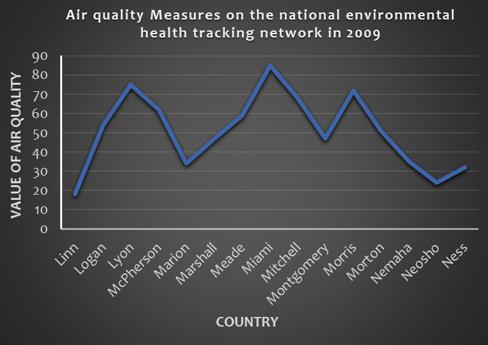 Air quality Measures on the national environmental
health tracking network in 2009
VALUE OF AIR QUALITY
90
80
70
60
50
40
30
20
10
0
Linn
Logan
Lyon
McPherson
Marion
Marshall
Meade
Miami
Mitchell
Montgomery
Morris
Morton
Nemaha
Neosho
Ness
COUNTRY